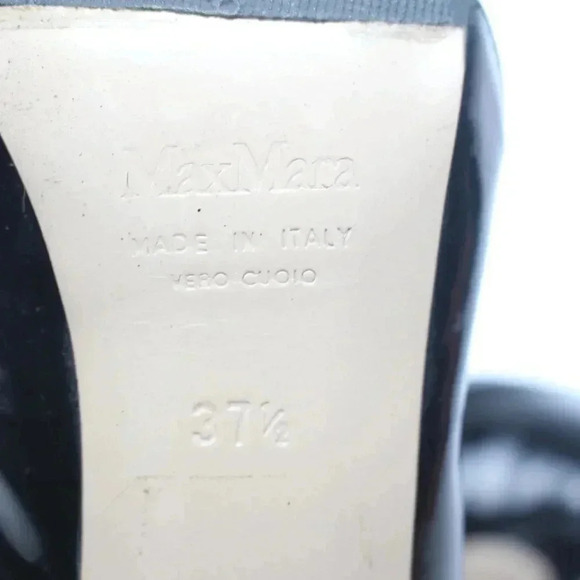 MaxMara
MADE IN ITALY
VERO CUOIO
37½